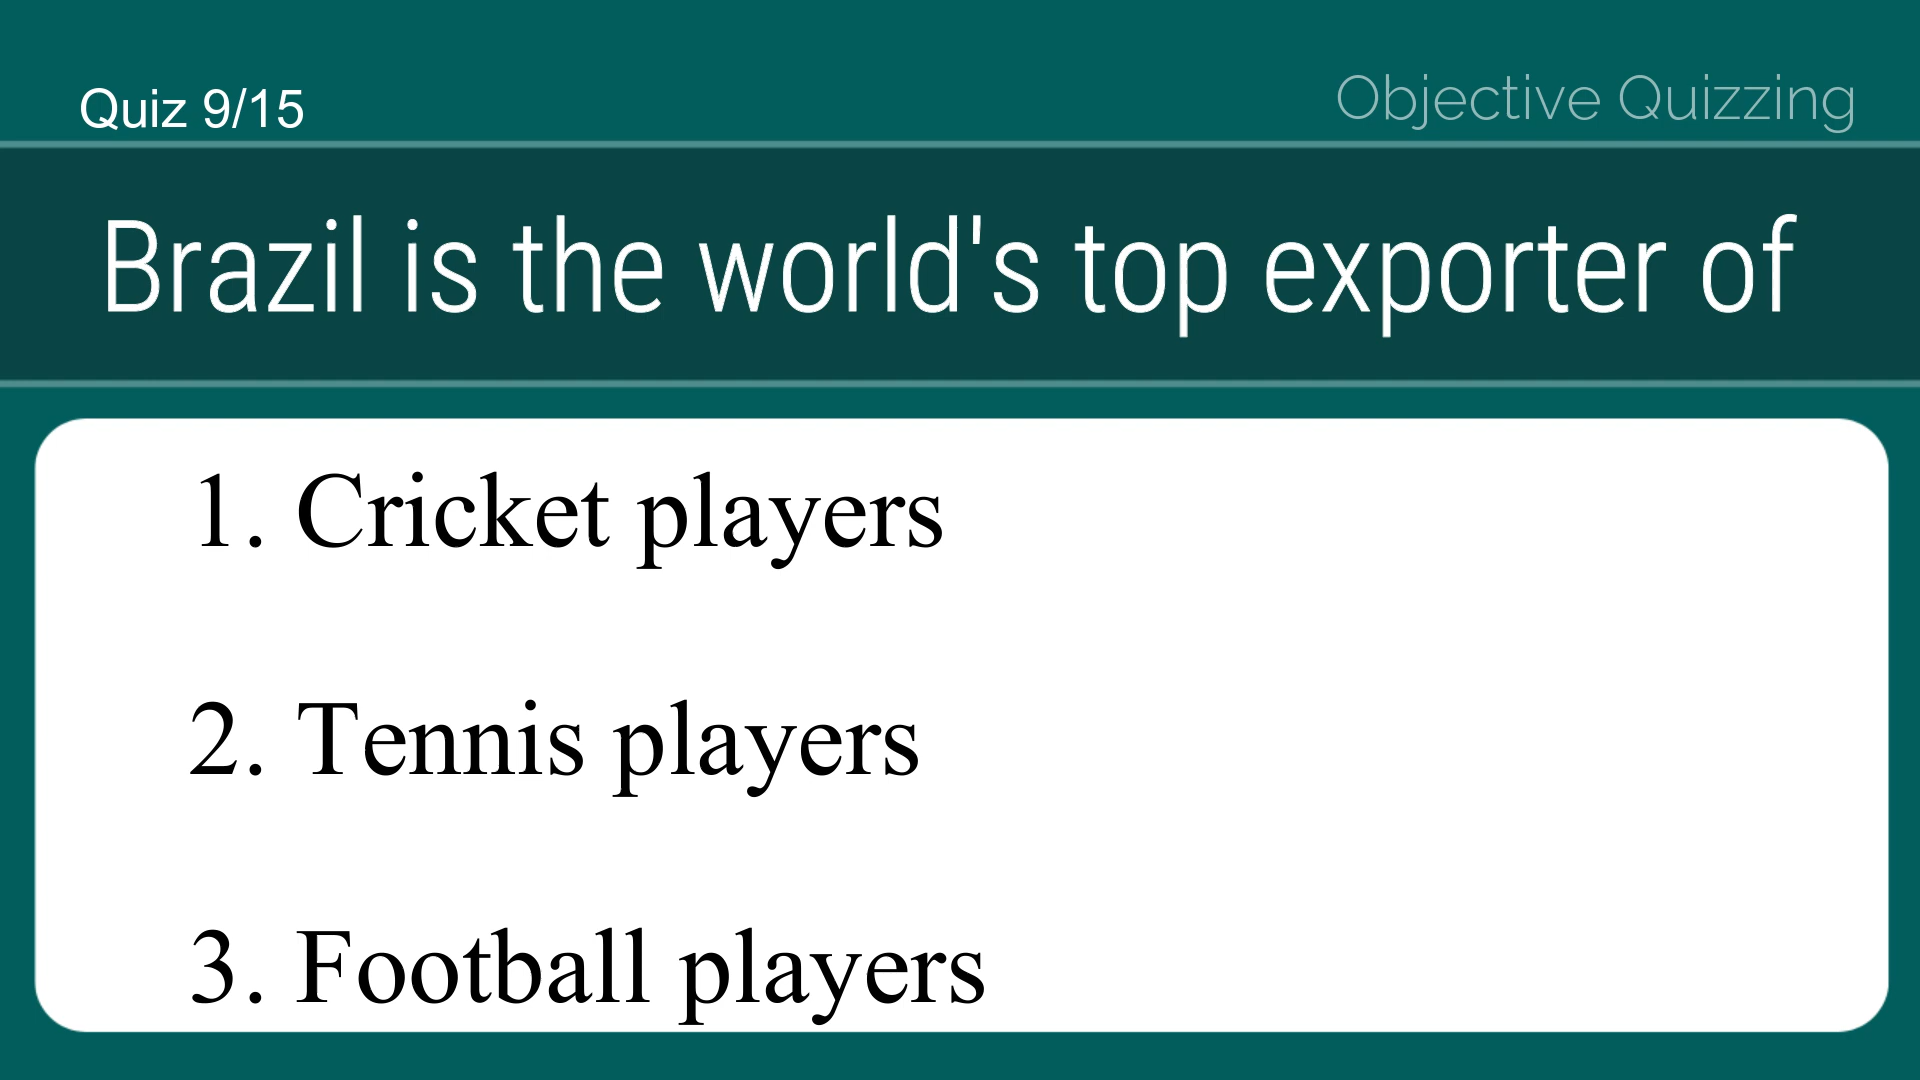 Quiz 9/15
Objective Quizzing
Brazil is the world's top exporter of
1. Cricket players
2. Tennis players
3. Football players